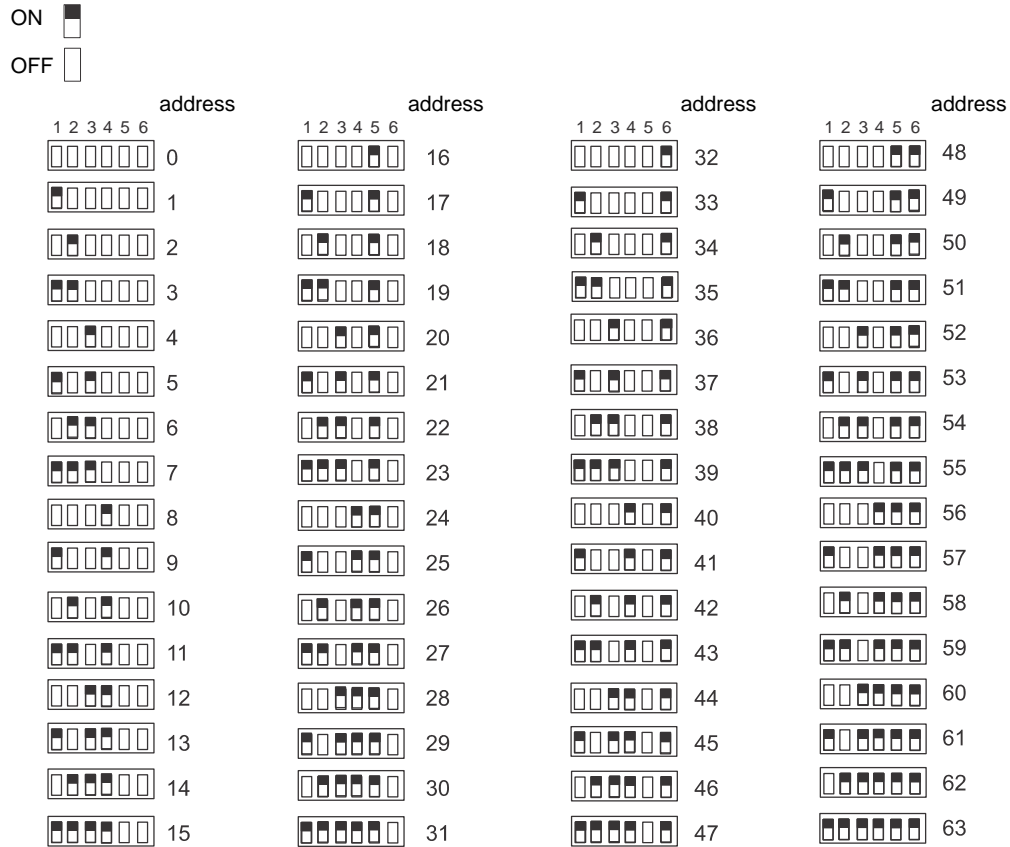 ON
OFF
address address address address
1 2 3 4 5 6 1 2 3 4 5 6 1 2 3 4 5 6 1 2 3 4 5 6
0 16 32 48
1 17 33 49
2 18 34 50
3 19 35 51
4 20 36 52
5 21 37 53
6 22 38 54
7 23 39 55
8 24 40 56
9 25 41 57
10 26 42 58
11 27 43 59
12 28 44 60
13 29 45 61
14 30 46 62
15 31 47 63